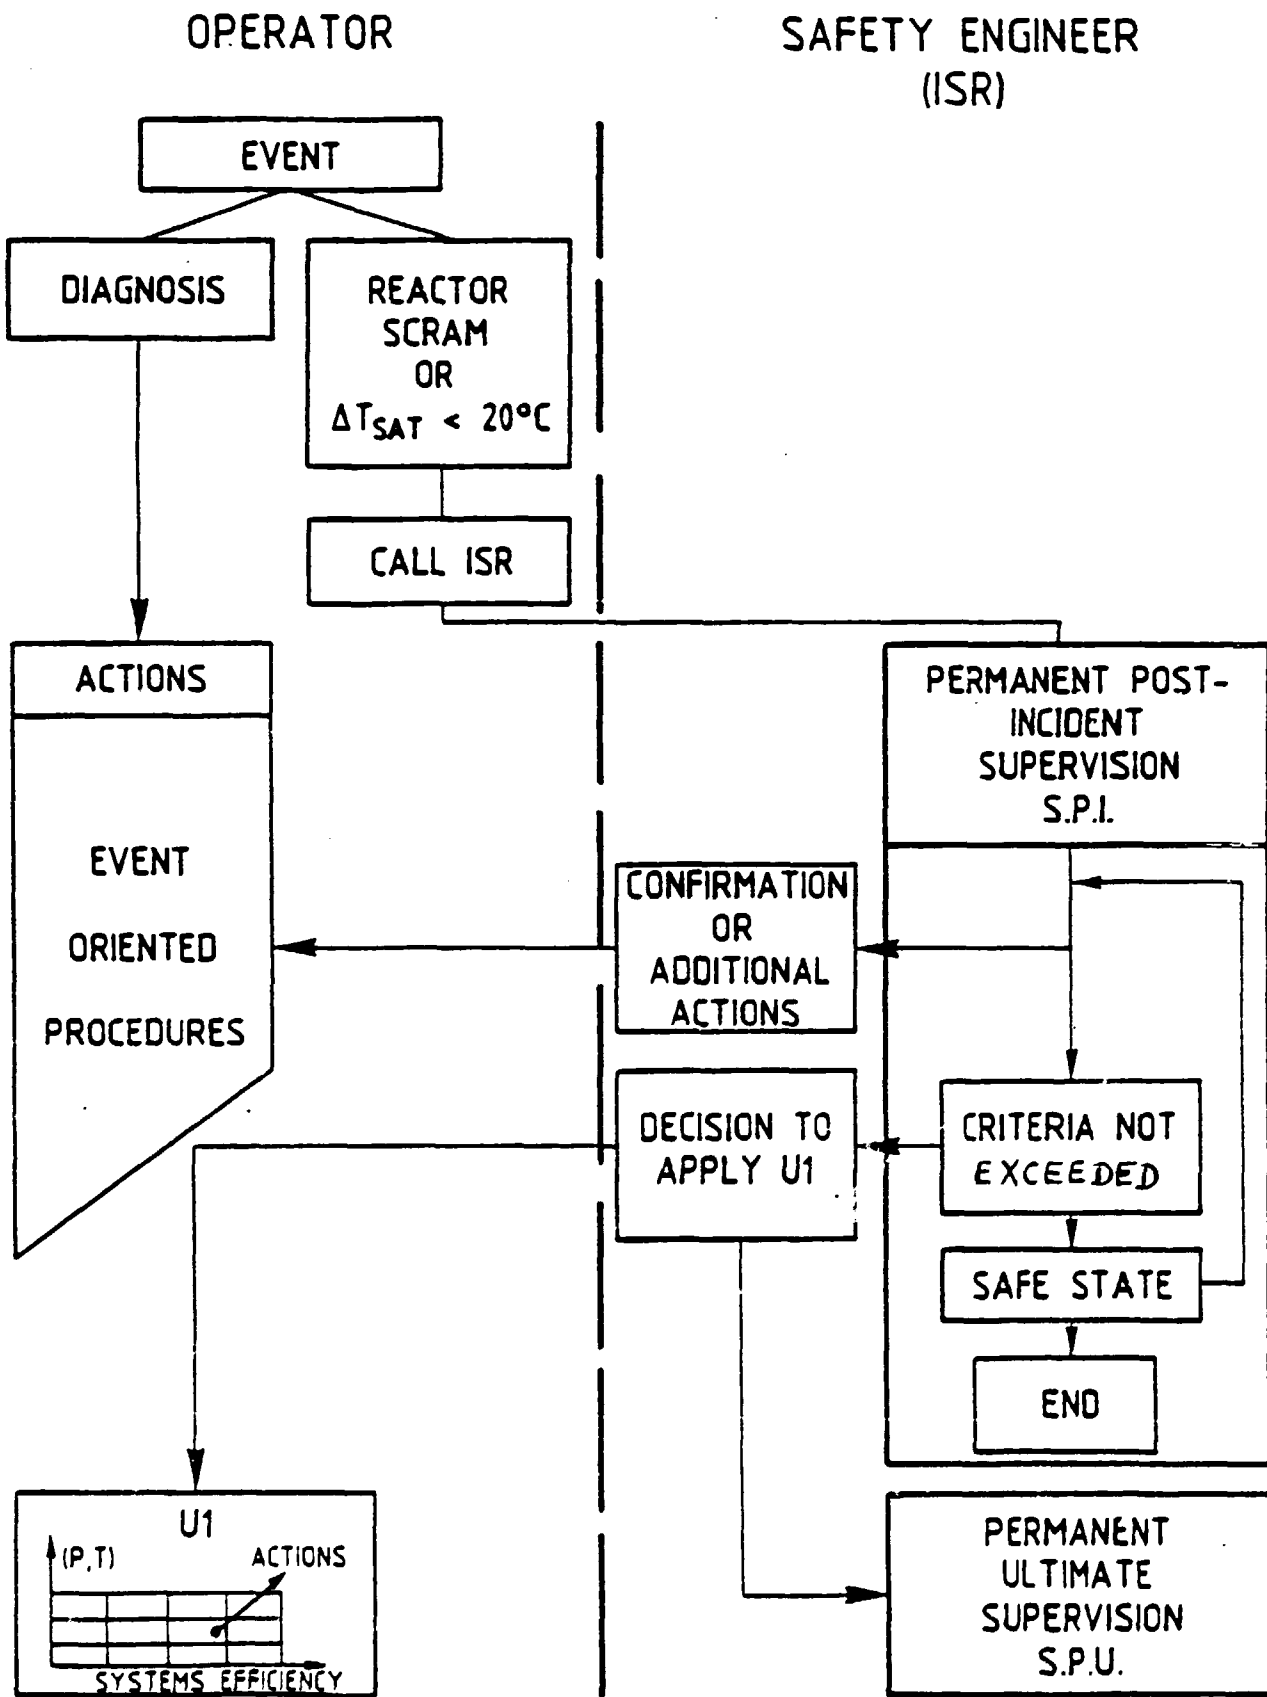 OPERATOR
SAFETY ENGINEER
(ISR)
EVENT
DIAGNOSIS
REACTOR
SCRAM
OR
ΔTSAT < 20°C
CALL ISR
ACTIONS
EVENT
ORIENTED
PROCEDURES
PERMANENT POST-
INCIDENT
SUPERVISION
S.P.I.
CONFIRMATION
OR
ADDITIONAL
ACTIONS
DECISION TO
APPLY U1
CRITERIA NOT
EXCEEDED
SAFE STATE
END
U1
(P,T)
ACTIONS
SYSTEMS EFFICIENCY
PERMANENT
ULTIMATE
SUPERVISION
S.P.U.